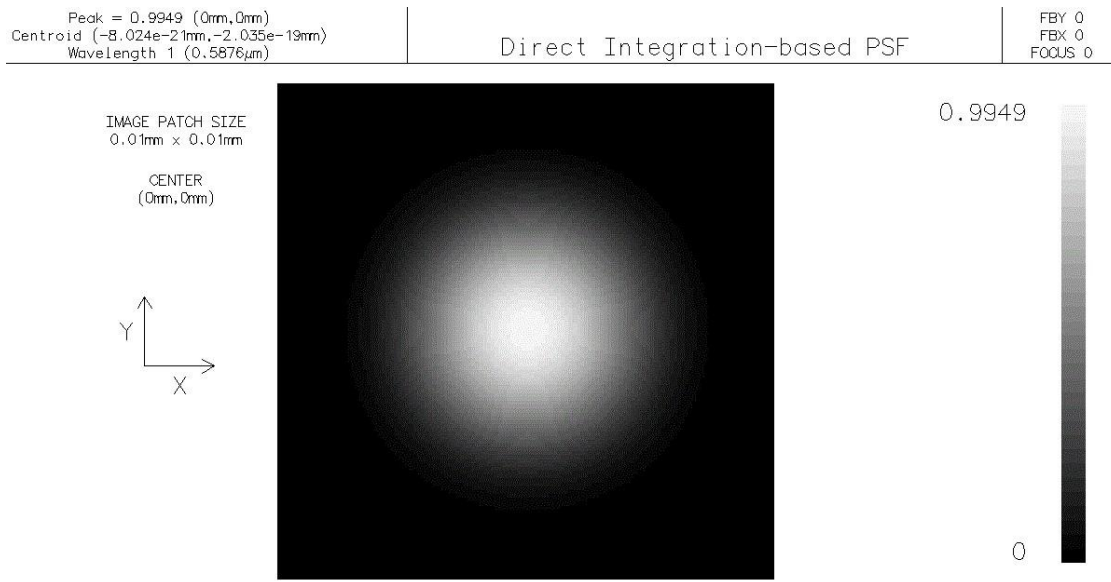 Peak = 0.9949 (0mm,0mm)
Centroid (-8.024e-21mm,-2.035e-19mm)
Wavelength 1 (0.5876µm)
Direct Integration-based PSF
FBY 0
FBX 0
FOCUS 0
IMAGE PATCH SIZE
0.01mm x 0.01mm
CENTER
(0mm,0mm)
Y
X
0.9949
0